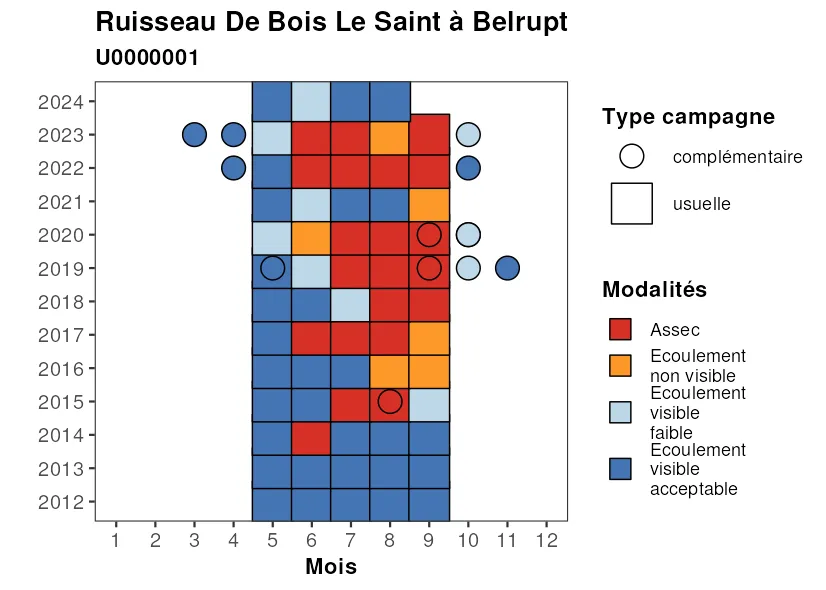 Ruisseau De Bois Le Saint à Belrupt
U0000001
2024
2023
2022
2021
2020
2019
2018
2017
2016
2015
2014
2013
2012
1 2 3 4 5 6 7 8 9 10 11 12
Mois
Type campagne
complémentaire
usuelle
Modalités
Assec
Ecoulement
non visible
Ecoulement
visible
faible
Ecoulement
visible
acceptable